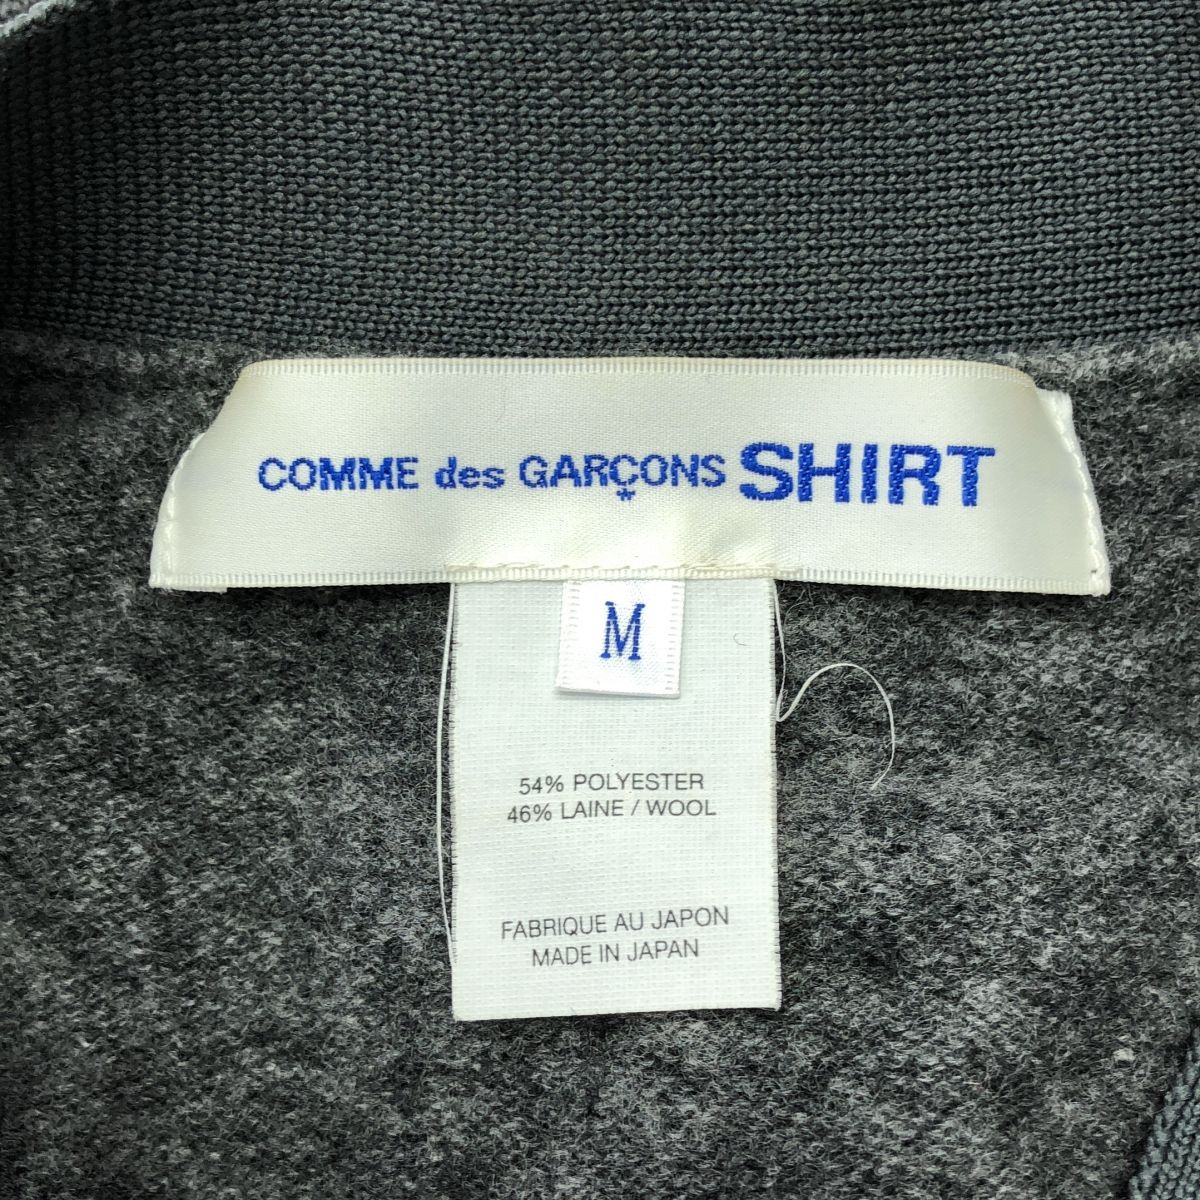 COMME des GARÇONS SHIRT
M
54% POLYESTER
46% LAINE / WOOL
FABRIQUE AU JAPON
MADE IN JAPAN